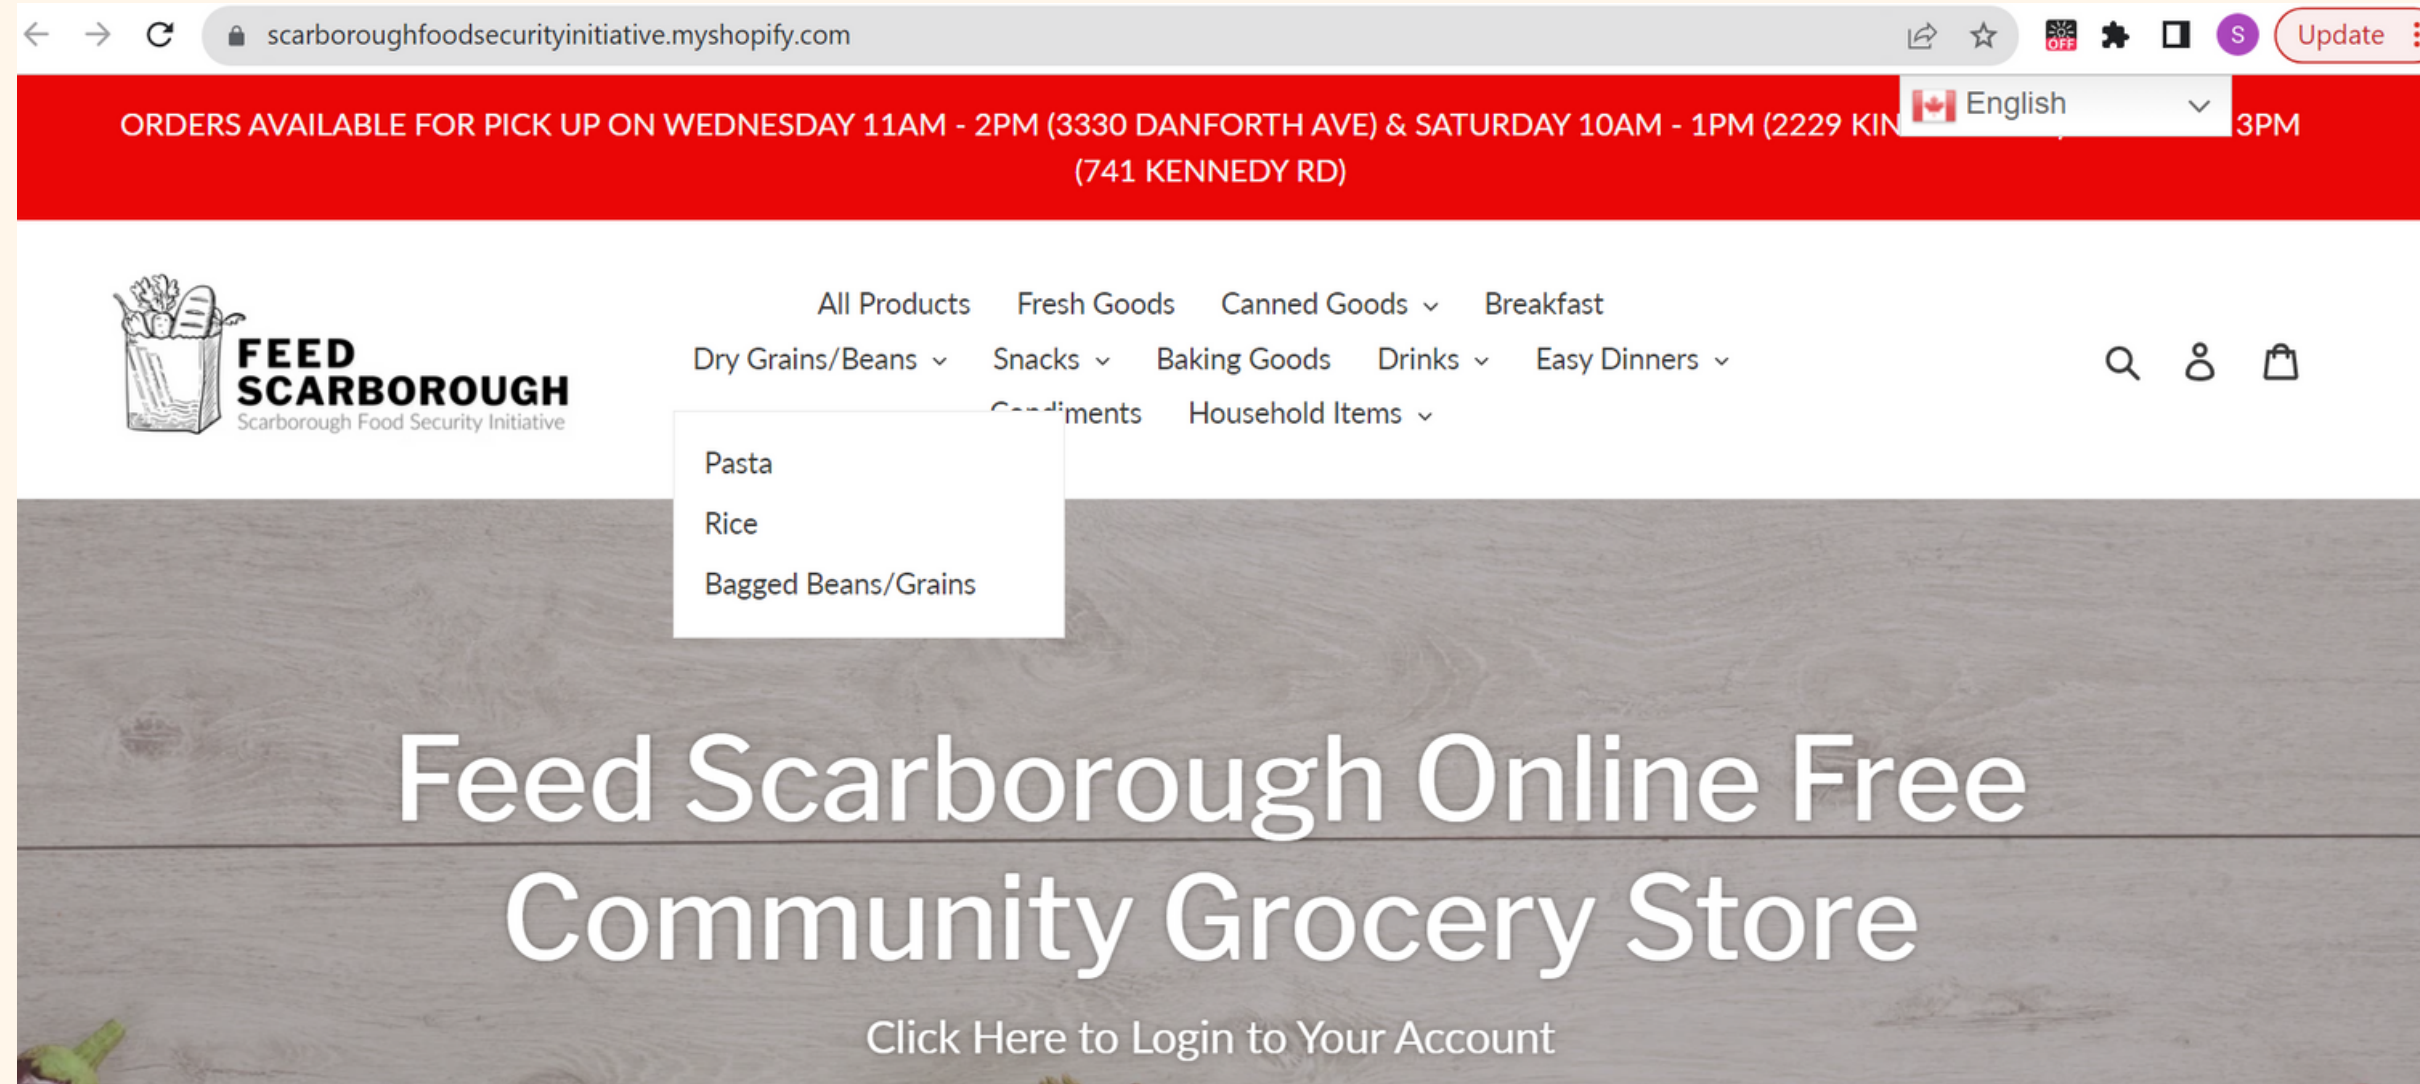 scarboroughfoodsecurityinitiative.myshopify.com
OFF
S
Update
English
ORDERS AVAILABLE FOR PICK UP ON WEDNESDAY 11AM - 2PM (3330 DANFORTH AVE) & SATURDAY 10AM - 1PM (2229 3PM
(741 KENNEDY RD)
FEED
SCARBOROUGH
Scarborough Food Security Initiative
All Products Fresh Goods Canned Goods Breakfast
Dry Grains/Beans Snacks Baking Goods Drinks Easy Dinners
Condiments Household Items
Pasta
Rice
Bagged Beans/Grains
Feed Scarborough Online Free
Community Grocery Store
Click Here to Login to Your Account